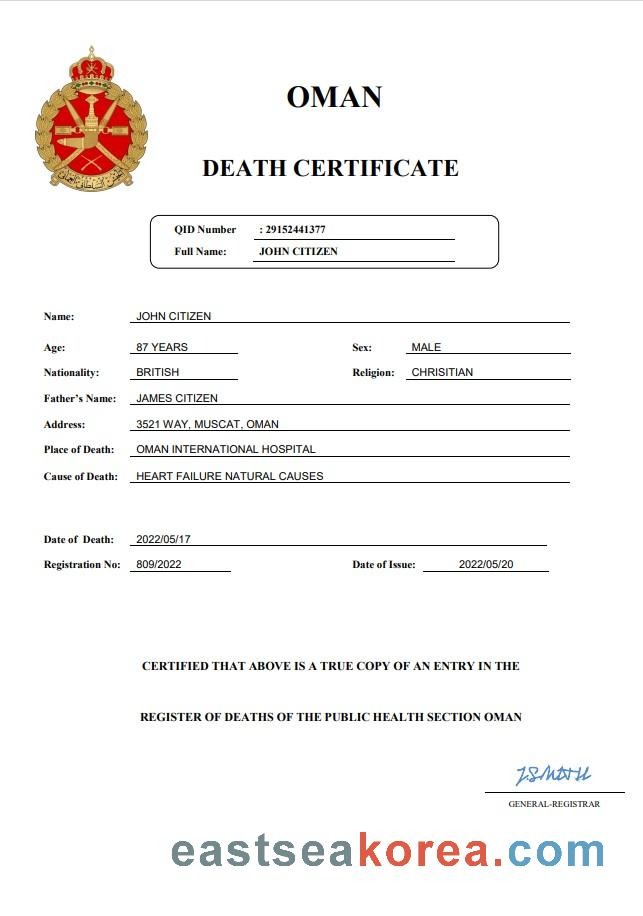 OMAN
DEATH CERTIFICATE
QID Number : 29152441377
Full Name: JOHN CITIZEN
Name: JOHN CITIZEN
Age: 87 YEARS Sex: MALE
Nationality: BRITISH Religion: CHRISITIAN
Father's Name: JAMES CITIZEN
Address: 3521 WAY, MUSCAT, OMAN
Place of Death: OMAN INTERNATIONAL HOSPITAL
Cause of Death: HEART FAILURE NATURAL CAUSES
Date of Death: 2022/05/17
Registration No: 809/2022 Date of Issue: 2022/05/20
CERTIFIED THAT ABOVE IS A TRUE COPY OF AN ENTRY IN THE
REGISTER OF DEATHS OF THE PUBLIC HEALTH SECTION OMAN
GENERAL-REGISTRAR
eastseakorea.com